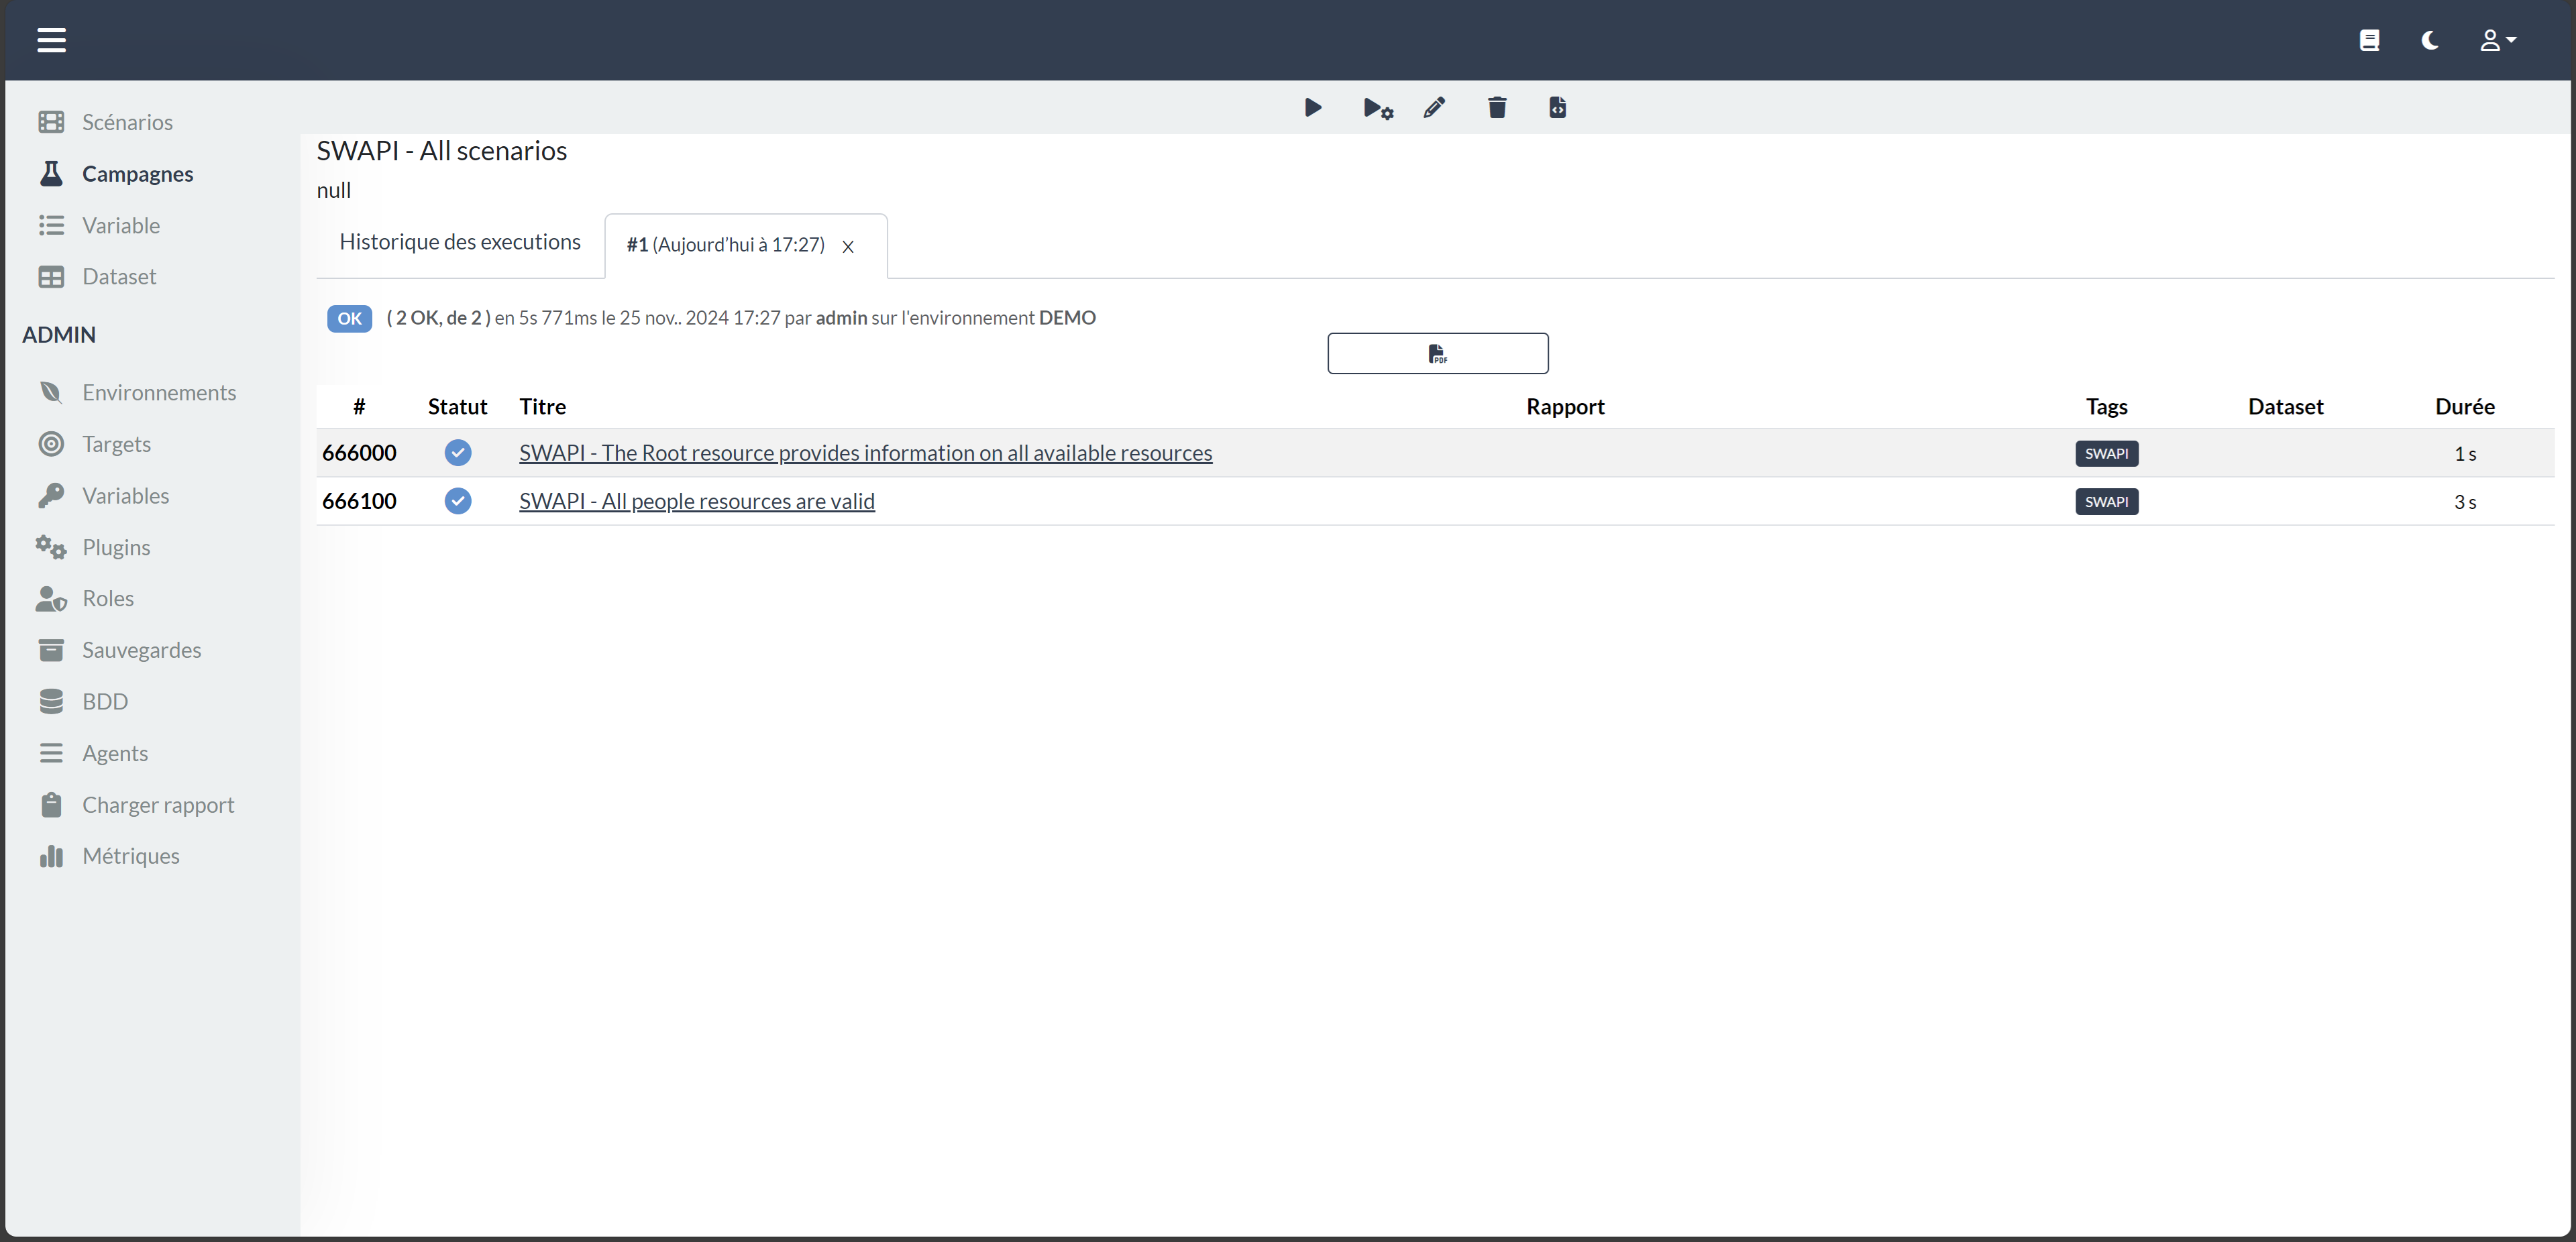 Scénarios
Campagnes
Variable
Dataset
ADMIN
Environnements
Targets
Variables
Plugins
Roles
Sauvegardes
BDD
Agents
Charger rapport
Métriques
SWAPI - All scenarios
null
Historique des executions #1 (Aujourd’hui à 17:27) x
OK ( 2 OK, de 2 ) en 5s 771ms le 25 nov.. 2024 17:27 par admin sur l'environnement DEMO
PDF
# Statut Titre Rapport Tags Dataset Durée
666000 SWAPI - The Root resource provides information on all available resources SWAPI 1 s
666100 SWAPI - All people resources are valid SWAPI 3 s